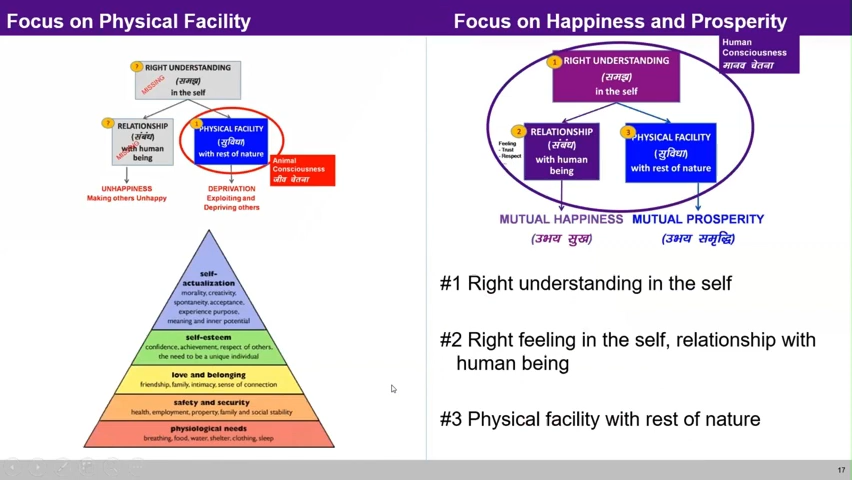 Focus on Physical Facility
?
RIGHT UNDERSTANDING
(समझ)
in the self
MISSING
?
RELATIONSHIP
(संबंध)
with human
being
MISSING
1
PHYSICAL FACILITY
(सुविधा)
with rest of nature
Animal
Consciousness
जीव चेतना
UNHAPPINESS
Making others Unhappy
DEPRIVATION
Exploiting and
Depriving others
self-
actualization
morality, creativity,
spontaneity, acceptance,
experience purpose,
meaning and inner potential
self-esteem
confidence, achievement, respect of others,
the need to be a unique individual
love and belonging
friendship, family, intimacy, sense of connection
safety and security
health, employment, property, family and social stability
physiological needs
breathing, food, water, shelter, clothing, sleep
Focus on Happiness and Prosperity
Human
Consciousness
मानव चेतना
1
RIGHT UNDERSTANDING
(समझ)
in the self
2
RELATIONSHIP
(संबंध)
with human
being
Feeling
- Trust
- Respect
3
PHYSICAL FACILITY
(सुविधा)
with rest of nature
MUTUAL HAPPINESS
(उभय सुख)
MUTUAL PROSPERITY
(उभय समृद्धि)
#1 Right understanding in the self
#2 Right feeling in the self, relationship with
human being
#3 Physical facility with rest of nature
17